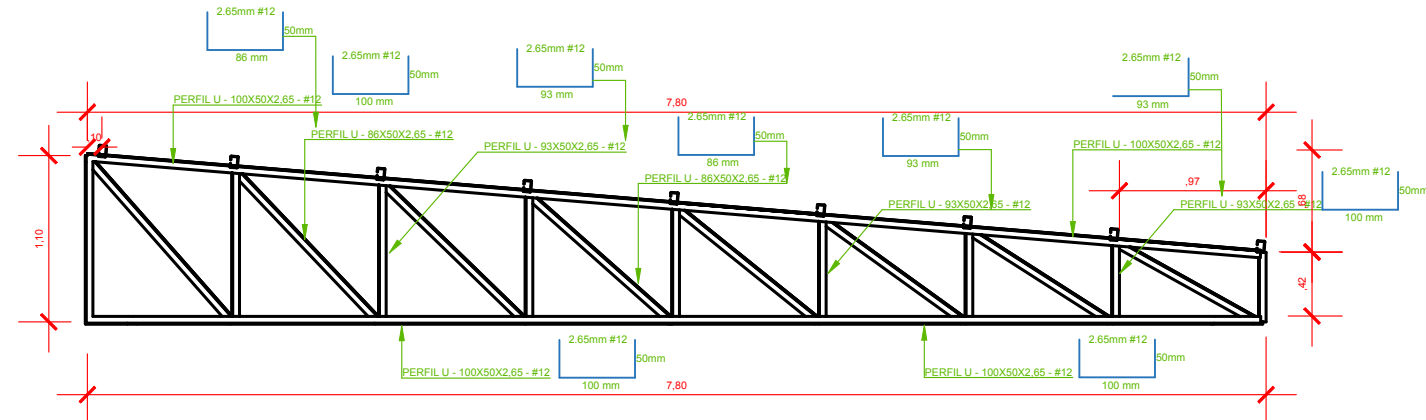 2.65mm #12
50mm
86 mm
2.65mm #12
50mm
100 mm
2.65mm #12
50mm
93 mm
2.65mm #12
50mm
93 mm
7,80
PERFIL U - 100X50X2,65 - #12
,10
PERFIL U - 86X50X2,65 - #12
PERFIL U - 93X50X2,65 - #12
2.65mm #12
50mm
86 mm
2.65mm #12
50mm
93 mm
PERFIL U - 100X50X2,65 - #12
PERFIL U - 86X50X2,65 - #12
,97
2.65mm #12
50mm
100 mm
PERFIL U - 93X50X2,65 - #12
PERFIL U - 93X50X2,65 - #12
,68
1,10
,42
2.65mm #12
50mm
100 mm
PERFIL U - 100X50X2,65 - #12
2.65mm #12
50mm
100 mm
PERFIL U - 100X50X2,65 - #12
7,80